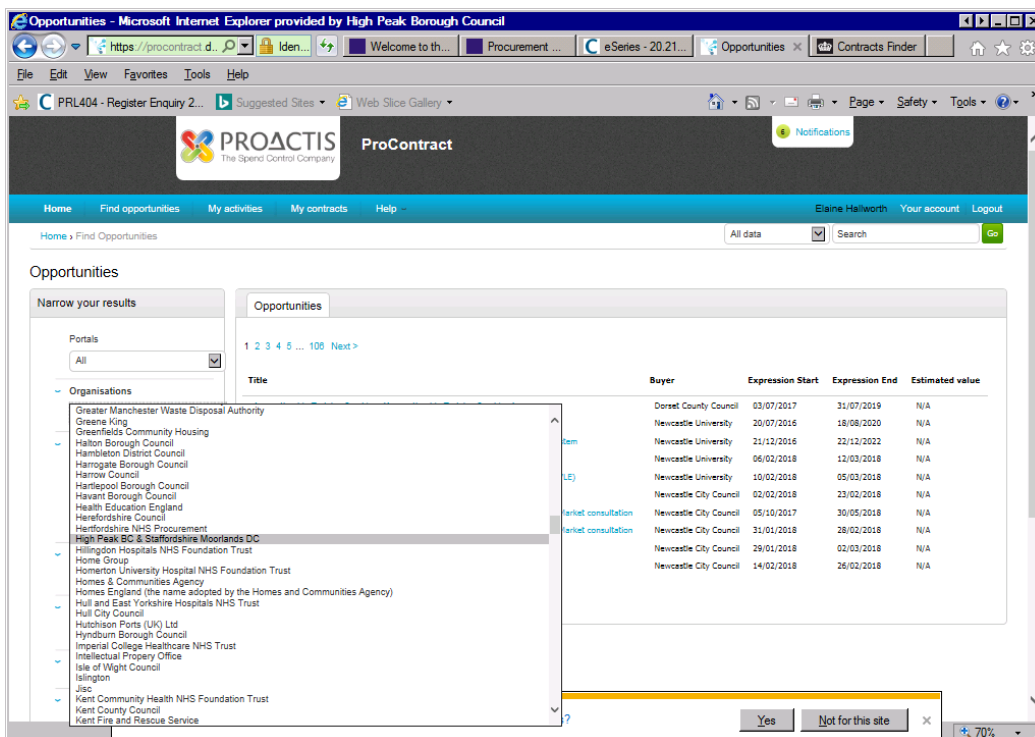 Opportunities - Microsoft Internet Explorer provided by High Peak Borough Council
https://procontract.d... Iden... Welcome to th... Procurement ... eSeries - 20.21... Opportunities Contracts Finder
File Edit View Favorites Tools Help
PRL404 - Register Enquiry 2... Suggested Sites Web Slice Gallery Page Safety Tools
PROACTIS
The Spend Control Company
ProContract
6 Notifications
Home Find opportunities My activities My contracts Help Elaine Hallworth Your account Logout
Home › Find Opportunities All data Search Go
Opportunities
Narrow your results
Opportunities
Portals
All
1 2 3 4 5 ... 106 Next >
Title Buyer Expression Start Expression End Estimated value
Organisations
Dorset County Council 03/07/2017 31/07/2019 N/A
Newcastle University 20/07/2016 18/08/2020 N/A
tem Newcastle University 21/12/2016 22/12/2022 N/A
Newcastle University 06/02/2018 12/03/2018 N/A
LE) Newcastle University 10/02/2018 05/03/2018 N/A
Newcastle City Council 02/02/2018 23/02/2018 N/A
arket consultation Newcastle City Council 05/10/2017 30/05/2018 N/A
arket consultation Newcastle City Council 31/01/2018 28/02/2018 N/A
Newcastle City Council 29/01/2018 02/03/2018 N/A
Newcastle City Council 14/02/2018 26/02/2018 N/A
Greater Manchester Waste Disposal Authority
Greene King
Greenfields Community Housing
Halton Borough Council
Hambleton District Council
Harrogate Borough Council
Harrow Council
Hartlepool Borough Council
Havant Borough Council
Health Education England
Herefordshire Council
Hertfordshire NHS Procurement
High Peak BC & Staffordshire Moorlands DC
Hillingdon Hospitals NHS Foundation Trust
Home Group
Homerton University Hospital NHS Foundation Trust
Homes & Communities Agency
Homes England (the name adopted by the Homes and Communities Agency)
Hull and East Yorkshire Hospitals NHS Trust
Hull City Council
Hutchison Ports (UK) Ltd
Hyndburn Borough Council
Imperial College Healthcare NHS Trust
Intellectual Propery Office
Isle of Wight Council
Islington
Jisc
Kent Community Health NHS Foundation Trust
Kent County Council
Kent Fire and Rescue Service
s? Yes Not for this site
70%